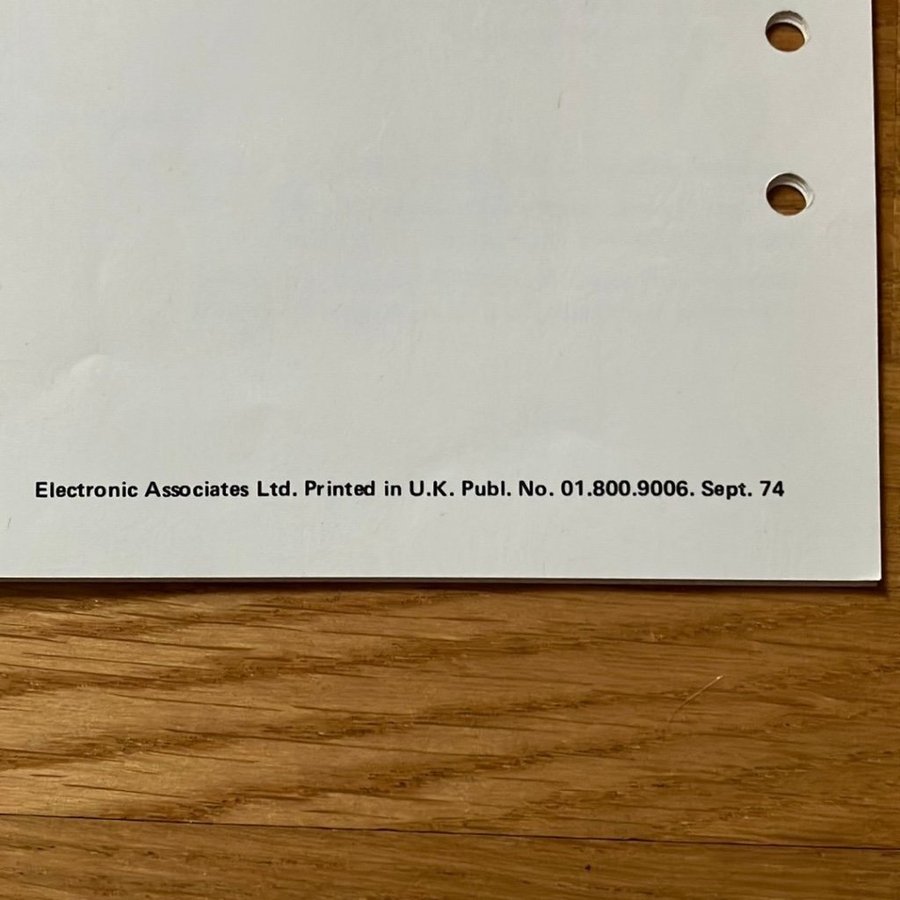 Electronic Associates Ltd. Printed in U.K. Publ. No. 01.800.9006. Sept. 74